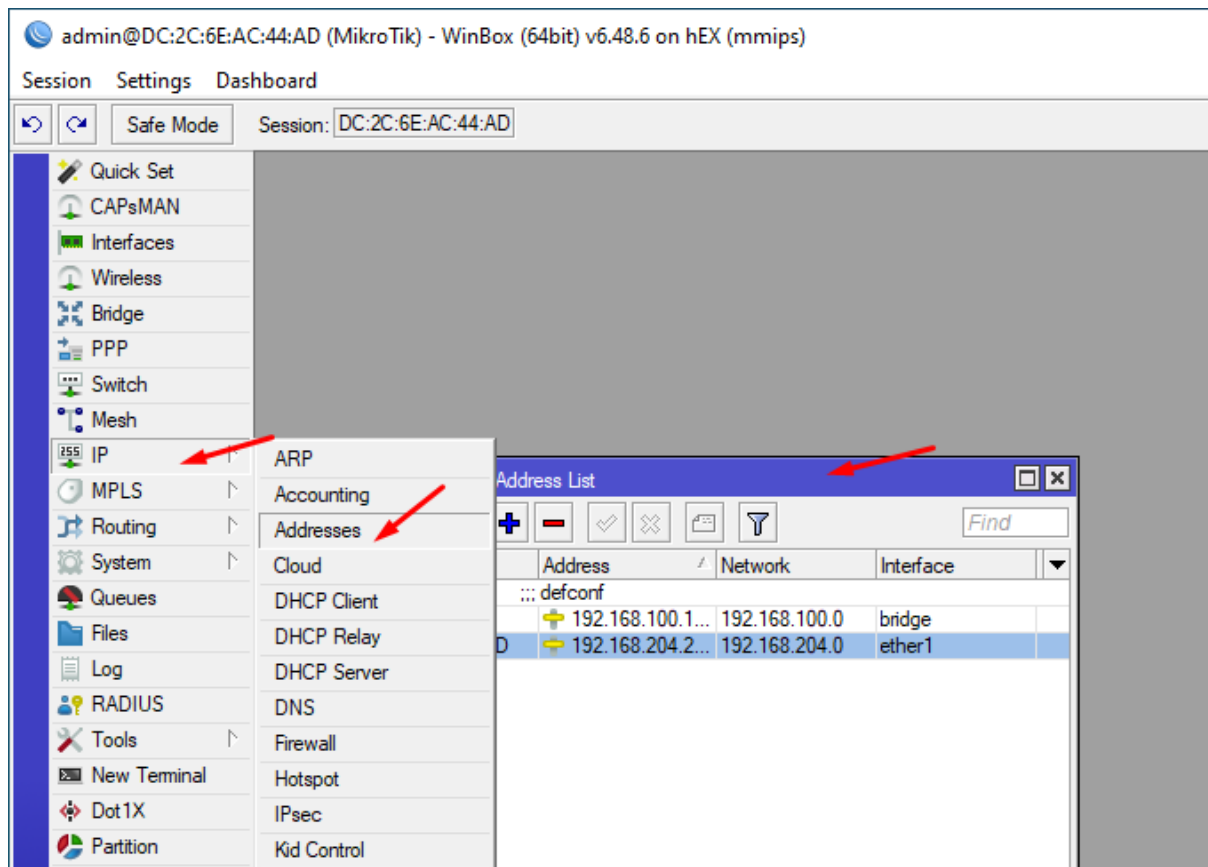 admin@DC:2C:6E:AC:44:AD (MikroTik) - WinBox (64bit) v6.48.6 on hEX (mmips)
Session Settings Dashboard
Safe Mode Session: DC:2C:6E:AC:44:AD
Quick Set
CAPsMAN
Interfaces
Wireless
Bridge
PPP
Switch
Mesh
IP
MPLS
Routing
System
Queues
Files
Log
RADIUS
Tools
New Terminal
Dot1X
Partition
ARP
Accounting
Addresses
Cloud
DHCP Client
DHCP Relay
DHCP Server
DNS
Firewall
Hotspot
IPsec
Kid Control
Address List
Find
Address Network Interface
;;; defconf
192.168.100.1... 192.168.100.0 bridge
D 192.168.204.2... 192.168.204.0 ether1